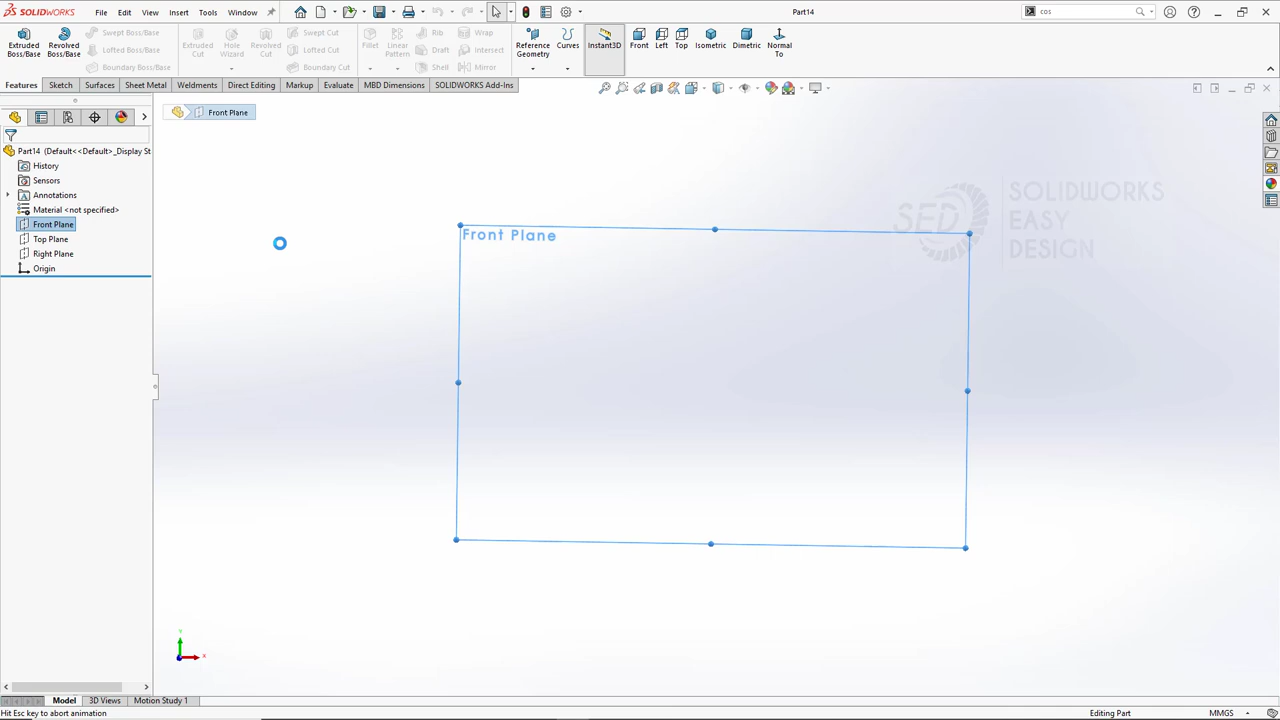 SOLIDWORKS
File
Edit
View
Insert
Tools
Window
Part14
cos
Extruded Boss/Base
Revolved Boss/Base
Swept Boss/Base
Lofted Boss/Base
Boundary Boss/Base
Extruded Cut
Hole Wizard
Revolved Cut
Swept Cut
Lofted Cut
Boundary Cut
Fillet
Linear Pattern
Rib
Draft
Shell
Wrap
Intersect
Mirror
Reference Geometry
Curves
Instant3D
Front
Left
Top
Isometric
Dimetric
Normal To
Features
Sketch
Surfaces
Sheet Metal
Weldments
Direct Editing
Markup
Evaluate
MBD Dimensions
SOLIDWORKS Add-Ins
Front Plane
Part14 (Default<<Default>_Display St
History
Sensors
Annotations
Material <not specified>
Front Plane
Top Plane
Right Plane
Origin
Front Plane
SED
SOLIDWORKS
EASY
DESIGN
Y
X
Model
3D Views
Motion Study 1
Hit Esc key to abort animation
Editing Part
MMGS